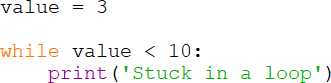 value = 3
while value < 10:
    print('Stuck in a loop')